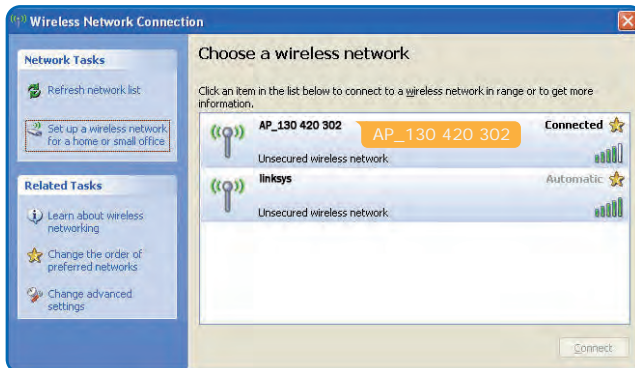 Wireless Network Connection
Network Tasks
Refresh network list
Set up a wireless network
for a home or small office
Related Tasks
Learn about wireless
networking
Change the order of
preferred networks
Change advanced
settings
Choose a wireless network
Click an item in the list below to connect to a wireless network in range or to get more
information.
AP_130 420 302
AP_130 420 302
Connected
Unsecured wireless network
linksys
Automatic
Unsecured wireless network
Connect